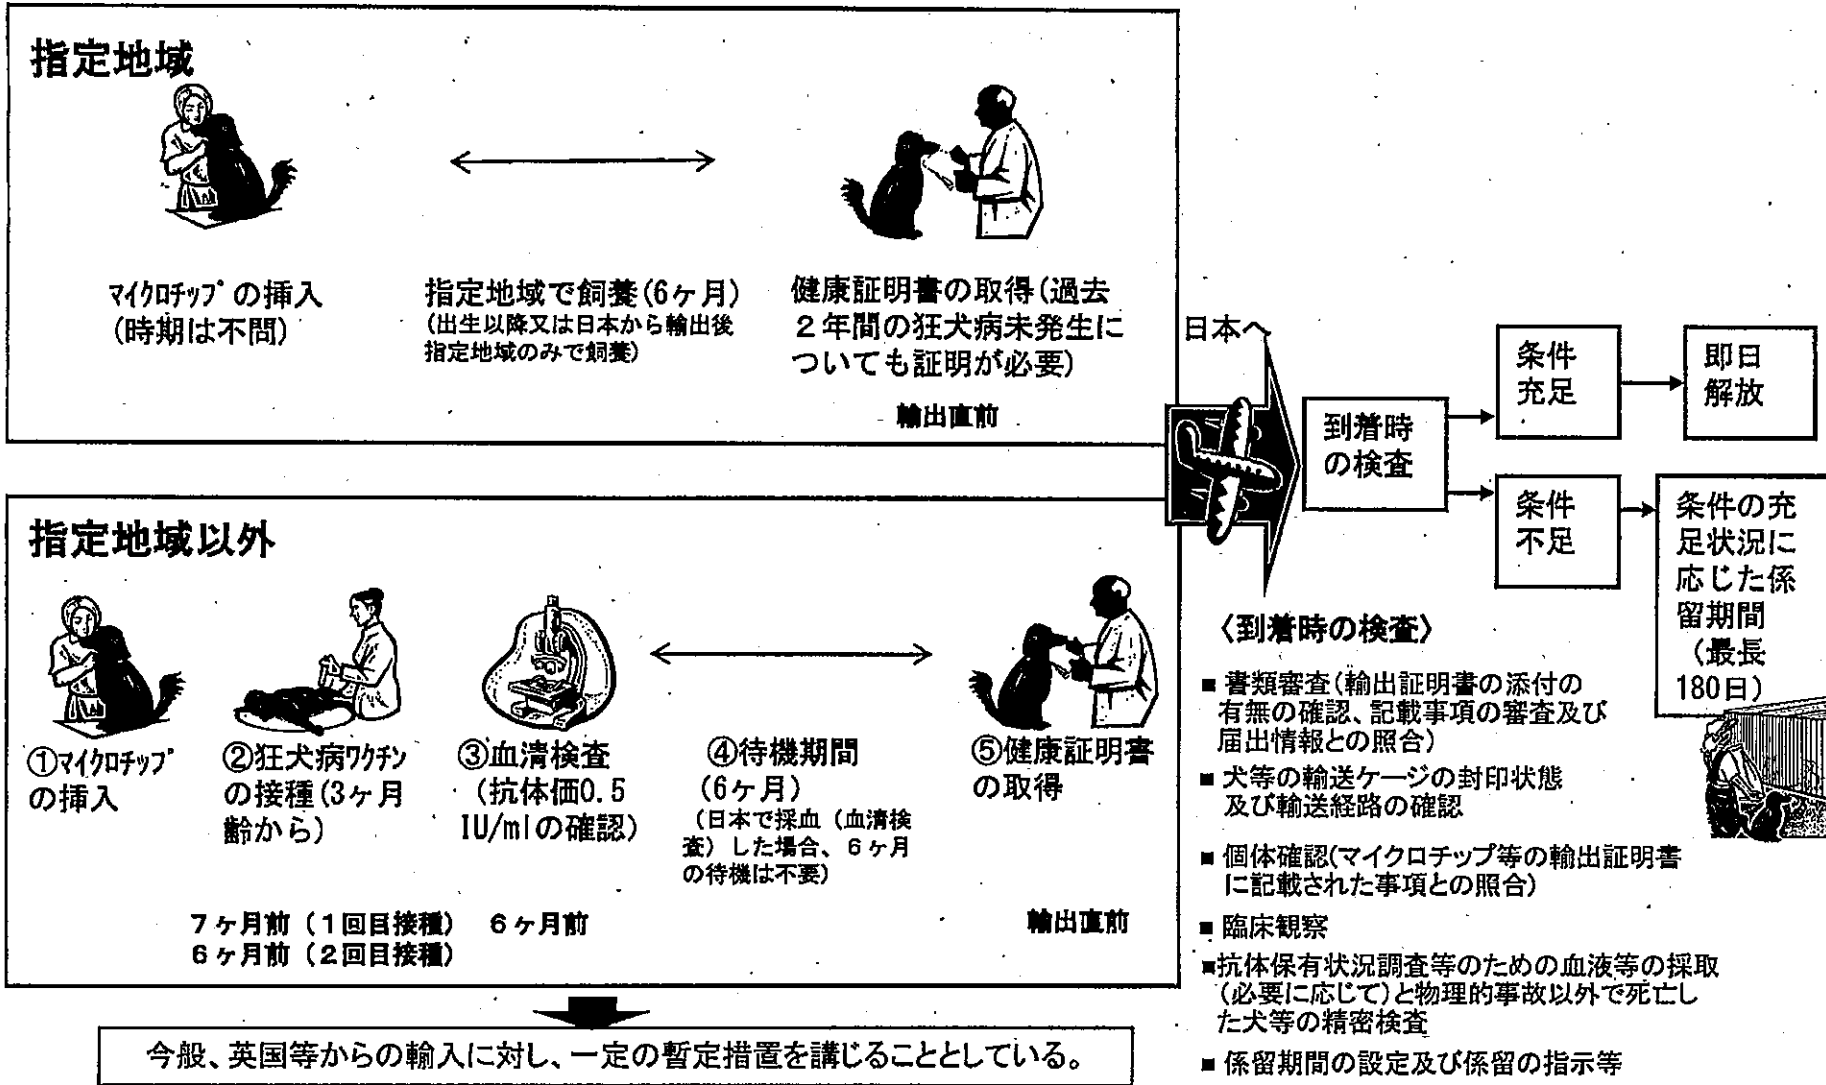 指定地域
マイクロチップの挿入
(時期は不問)
指定地域で飼養(6ヶ月)
(出生以降又は日本から輸出後
指定地域のみで飼養)
健康証明書の取得(過去
2年間の狂犬病未発生に
ついても証明が必要)
輸出直前
指定地域以外
①マイクロチップ
の挿入
②狂犬病ワクチン
の接種(3ヶ月
齢から)
③血清検査
(抗体価0.5
IU/mlの確認)
④待機期間
(6ヶ月)
(日本で採血(血清検
査)した場合、6ヶ月
の待機は不要)
⑤健康証明書
の取得
7ヶ月前(1回目接種)
6ヶ月前(2回目接種)
6ヶ月前
輸出直前
今般、英国等からの輸入に対し、一定の暫定措置を講じることとしている。
日本へ
到着時
の検査
条件
充足
即日
解放
条件
不足
条件の充
足状況に
応じた係
留期間
(最長
180日)
〈到着時の検査〉
■ 書類審査(輸出証明書の添付の
有無の確認、記載事項の審査及び
届出情報との照合)
■ 犬等の輸送ケージの封印状態
及び輸送経路の確認
■ 個体確認(マイクロチップ等の輸出証明書
に記載された事項との照合)
■ 臨床観察
■抗体保有状況調査等のための血液等の採取
(必要に応じて)と物理的事故以外で死亡し
た犬等の精密検査
■ 係留期間の設定及び係留の指示等